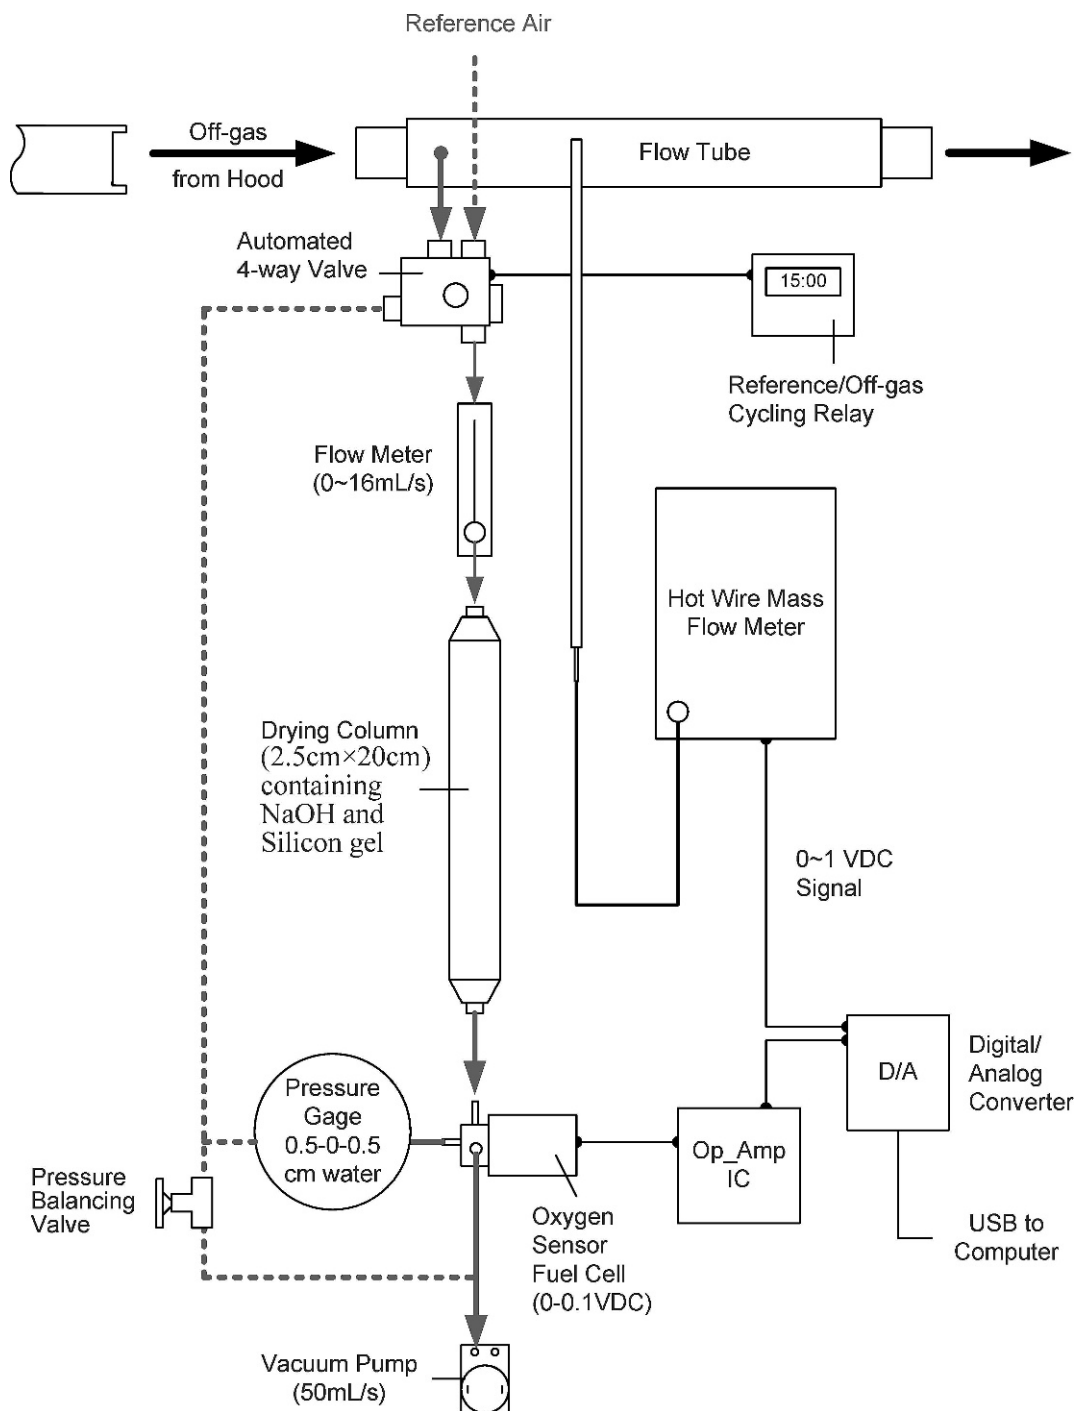 Reference Air
Off-gas
from Hood
Flow Tube
Automated
4-way Valve
15:00
Reference/Off-gas
Cycling Relay
Flow Meter
(0~16mL/s)
Hot Wire Mass
Flow Meter
Drying Column
(2.5cm×20cm)
containing
NaOH and
Silicon gel
0~1 VDC
Signal
D/A
Digital/
Analog
Converter
Pressure
Gage
0.5-0-0.5
cm water
Op_Amp
IC
Pressure
Balancing
Valve
Oxygen
Sensor
Fuel Cell
(0-0.1VDC)
USB to
Computer
Vacuum Pump
(50mL/s)